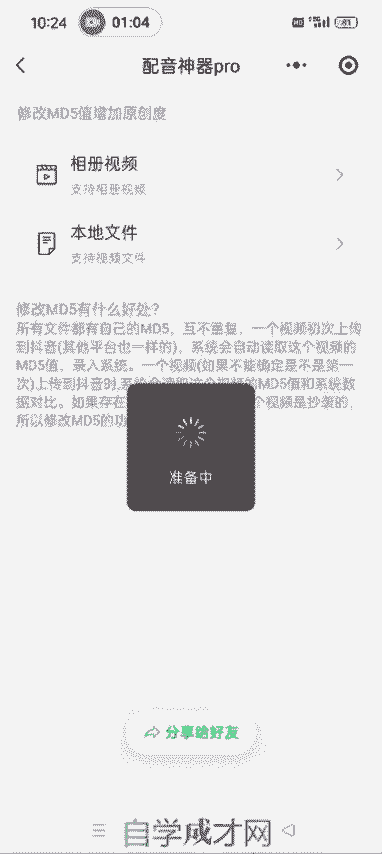 10:24
01:04
81
配音神器pro
修改MD5值增加原创度
相册视频
支持相册视频
本地文件
支持视频文件
修改MD5有什么好处?
所有文件都有自己的MD5，互不重复，一个视频初次上传
到抖音(其他平台也一样的)，系统会自动读取这个视频的
MD5值，录入系统。一个视频(如果不能确定是不是第一
次)上传到抖音时,系统会读取这个视频的MD5值和系统数
据对比。如果存在 个视频是抄袭的，
所以修改MD5的功
准备中
分享给好友
自学成才网